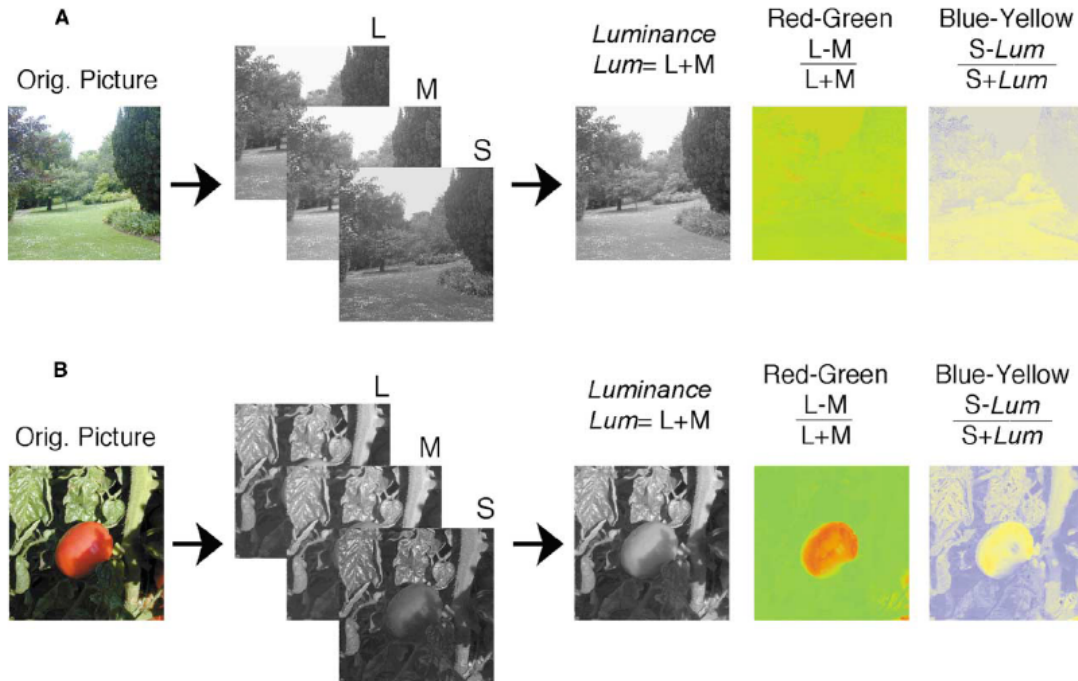 A
Orig. Picture
L
M
S
Luminance
Lum= L+M
Red-Green
L-M
L+M
Blue-Yellow
S-Lum
S+Lum
B
Orig. Picture
L
M
S
Luminance
Lum= L+M
Red-Green
L-M
L+M
Blue-Yellow
S-Lum
S+Lum